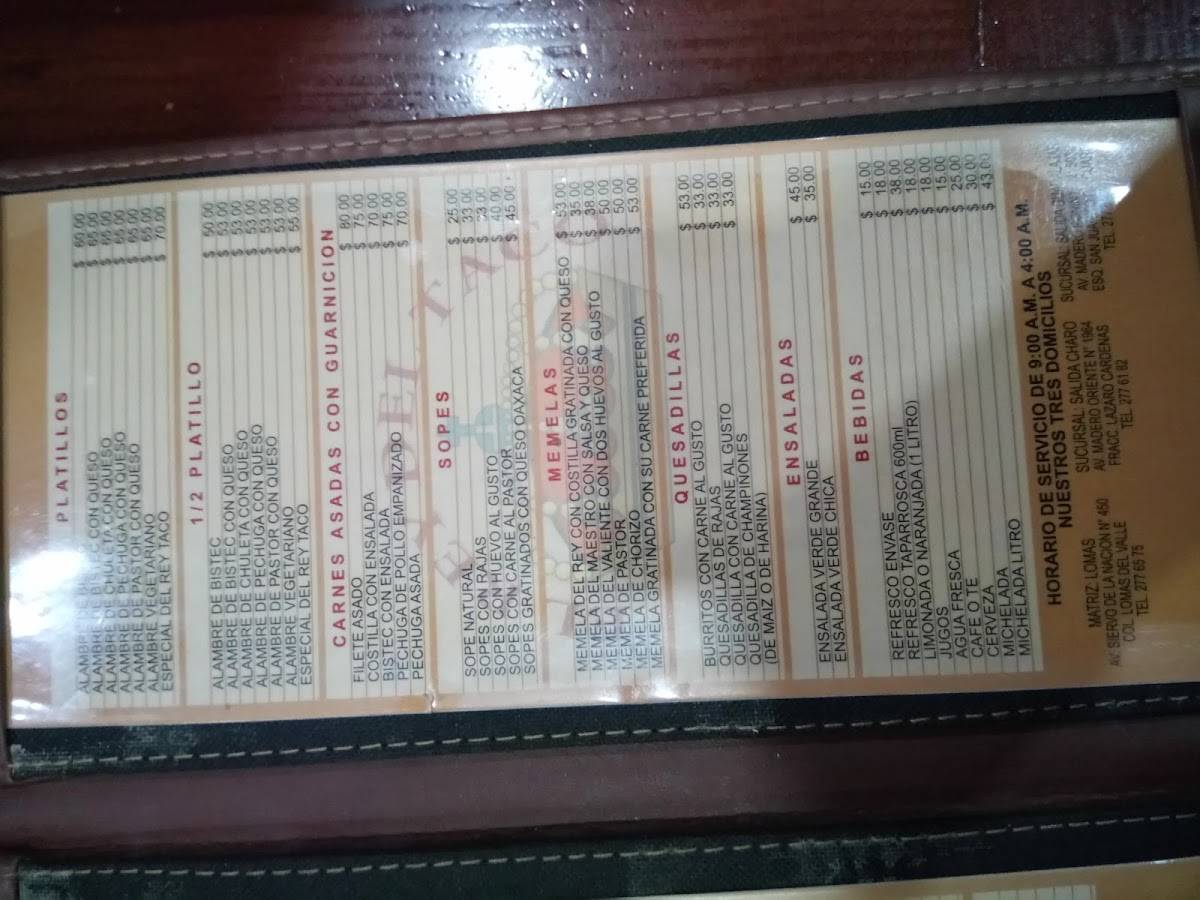 PLATILLOS
ALAMBRE DE BISTEC CON QUESO
ALAMBRE DE CHULETA CON QUESO
ALAMBRE DE PECHUGA CON QUESO
ALAMBRE DE PASTOR CON QUESO
ALAMBRE VEGETARIANO
ESPECIAL DEL REY TACO $ 70.00
1/2 PLATILLO
ALAMBRE DE BISTEC $ 50.00
ALAMBRE DE BISTEC CON QUESO $ 53.00
ALAMBRE DE CHULETA CON QUESO $ 53.00
ALAMBRE DE PECHUGA CON QUESO $ 53.00
ALAMBRE DE PASTOR CON QUESO $ 53.00
ALAMBRE VEGETARIANO $ 53.00
ESPECIAL DEL REY TACO $ 55.00
CARNES ASADAS CON GUARNICION
FILETE ASADO $ 80.00
COSTILLA CON ENSALADA $ 75.00
BISTEC CON ENSALADA $ 70.00
PECHUGA DE POLLO EMPANIZADO $ 75.00
PECHUGA ASADA $ 70.00
SOPES
SOPE NATURAL $ 25.00
SOPES CON RAJAS $ 33.00
SOPES CON HUEVO AL GUSTO
SOPES CON CARNE AL PASTOR $ 40.00
SOPES GRATINADOS CON QUESO OAXACA $ 45.00
REY DEL TACO
MEMELAS
MEMELA DEL REY CON COSTILLA GRATINADA CON QUESO $ 53.00
MEMELA DEL MAESTRO CON SALSA Y QUESO $ 35.00
MEMELA DEL VALIENTE CON DOS HUEVOS AL GUSTO $ 38.00
MEMELA DE PASTOR $ 50.00
MEMELA DE CHORIZO $ 50.00
MEMELA GRATINADA CON SU CARNE PREFERIDA $ 53.00
QUESADILLAS
BURRITOS CON CARNE AL GUSTO $ 53.00
QUESADILLAS DE RAJAS $ 33.00
QUESADILLA CON CARNE AL GUSTO $ 33.00
QUESADILLA DE CHAMPIÑONES $ 33.00
(DE MAIZ O DE HARINA)
ENSALADAS
ENSALADA VERDE GRANDE $ 45.00
ENSALADA VERDE CHICA $ 35.00
BEBIDAS
REFRESCO ENVASE $ 15.00
REFRESCO TAPARROSCA 600ml $ 18.00
LIMONADA O NARANJADA (1 LITRO) $ 38.00
JUGOS $ 18.00
AGUA FRESCA $ 18.00
CAFE O TE $ 15.00
CERVEZA $ 25.00
MICHELADA $ 30.00
MICHELADA LITRO $ 43.00
HORARIO DE SERVICIO DE 9:00 A.M. A 4:00 A.M.
NUESTROS TRES DOMICILIOS
MATRIZ LOMAS
AV. SIERVO DE LA NACION N° 450
COL. LOMAS DEL VALLE
TEL. 277 65 75
SUCURSAL: SALIDA CHARO
AV MADERO ORIENTE N° 1964
FRACC. LAZARO CARDENAS
TEL. 277 61 82
SUCURSAL: SALIDA
AV. MADERO
ESQ. SAN JUA
TEL. 27